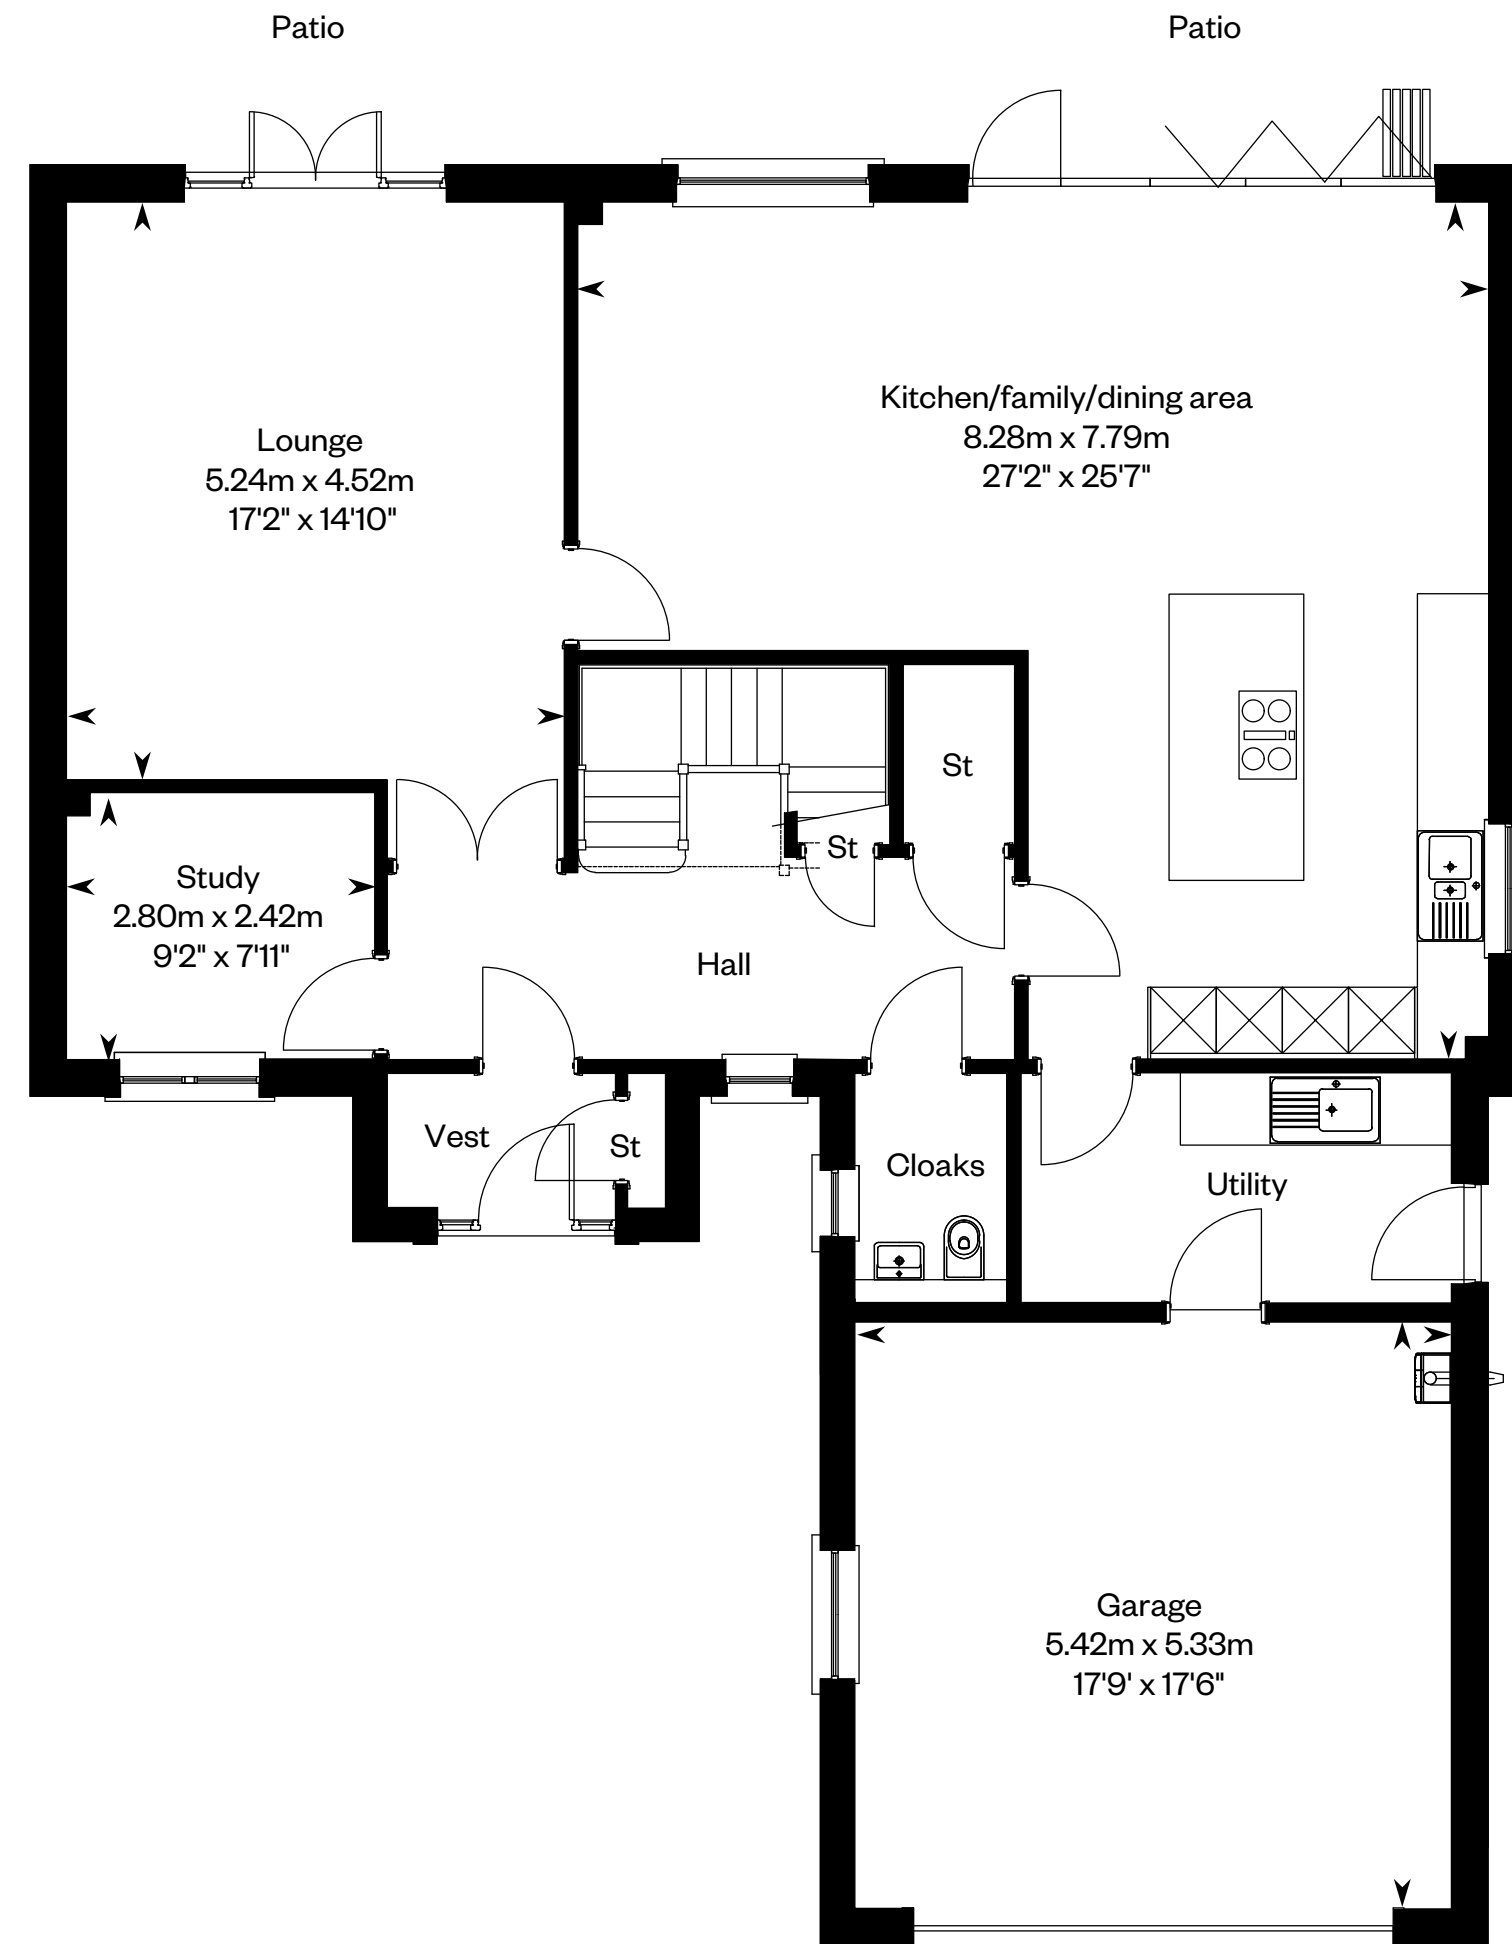 Patio
Patio
Kitchen/family/dining area
8.28m x 7.79m
27'2" x 25'7"
Lounge
5.24m x 4.52m
17'2" x 14'10"
St
St
Study
2.80m x 2.42m
9'2" x 7'11"
Hall
Vest
St
Cloaks
Utility
Garage
5.42m x 5.33m
17'9' x 17'6"